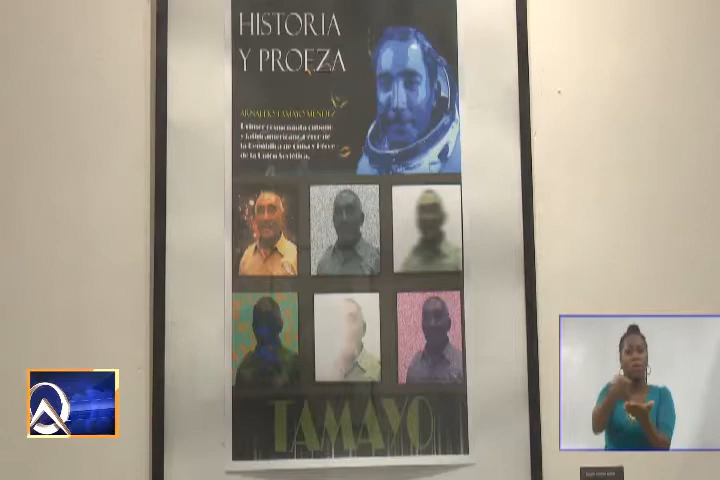 HISTORIA
Y PROEZA
ARNALDO TAMAYO MÉNDEZ
Primer cosmonauta cubano
y latinoamericano, Héroe de
la República de Cuba y Héroe
de la Unión Soviética.
TAMAYO